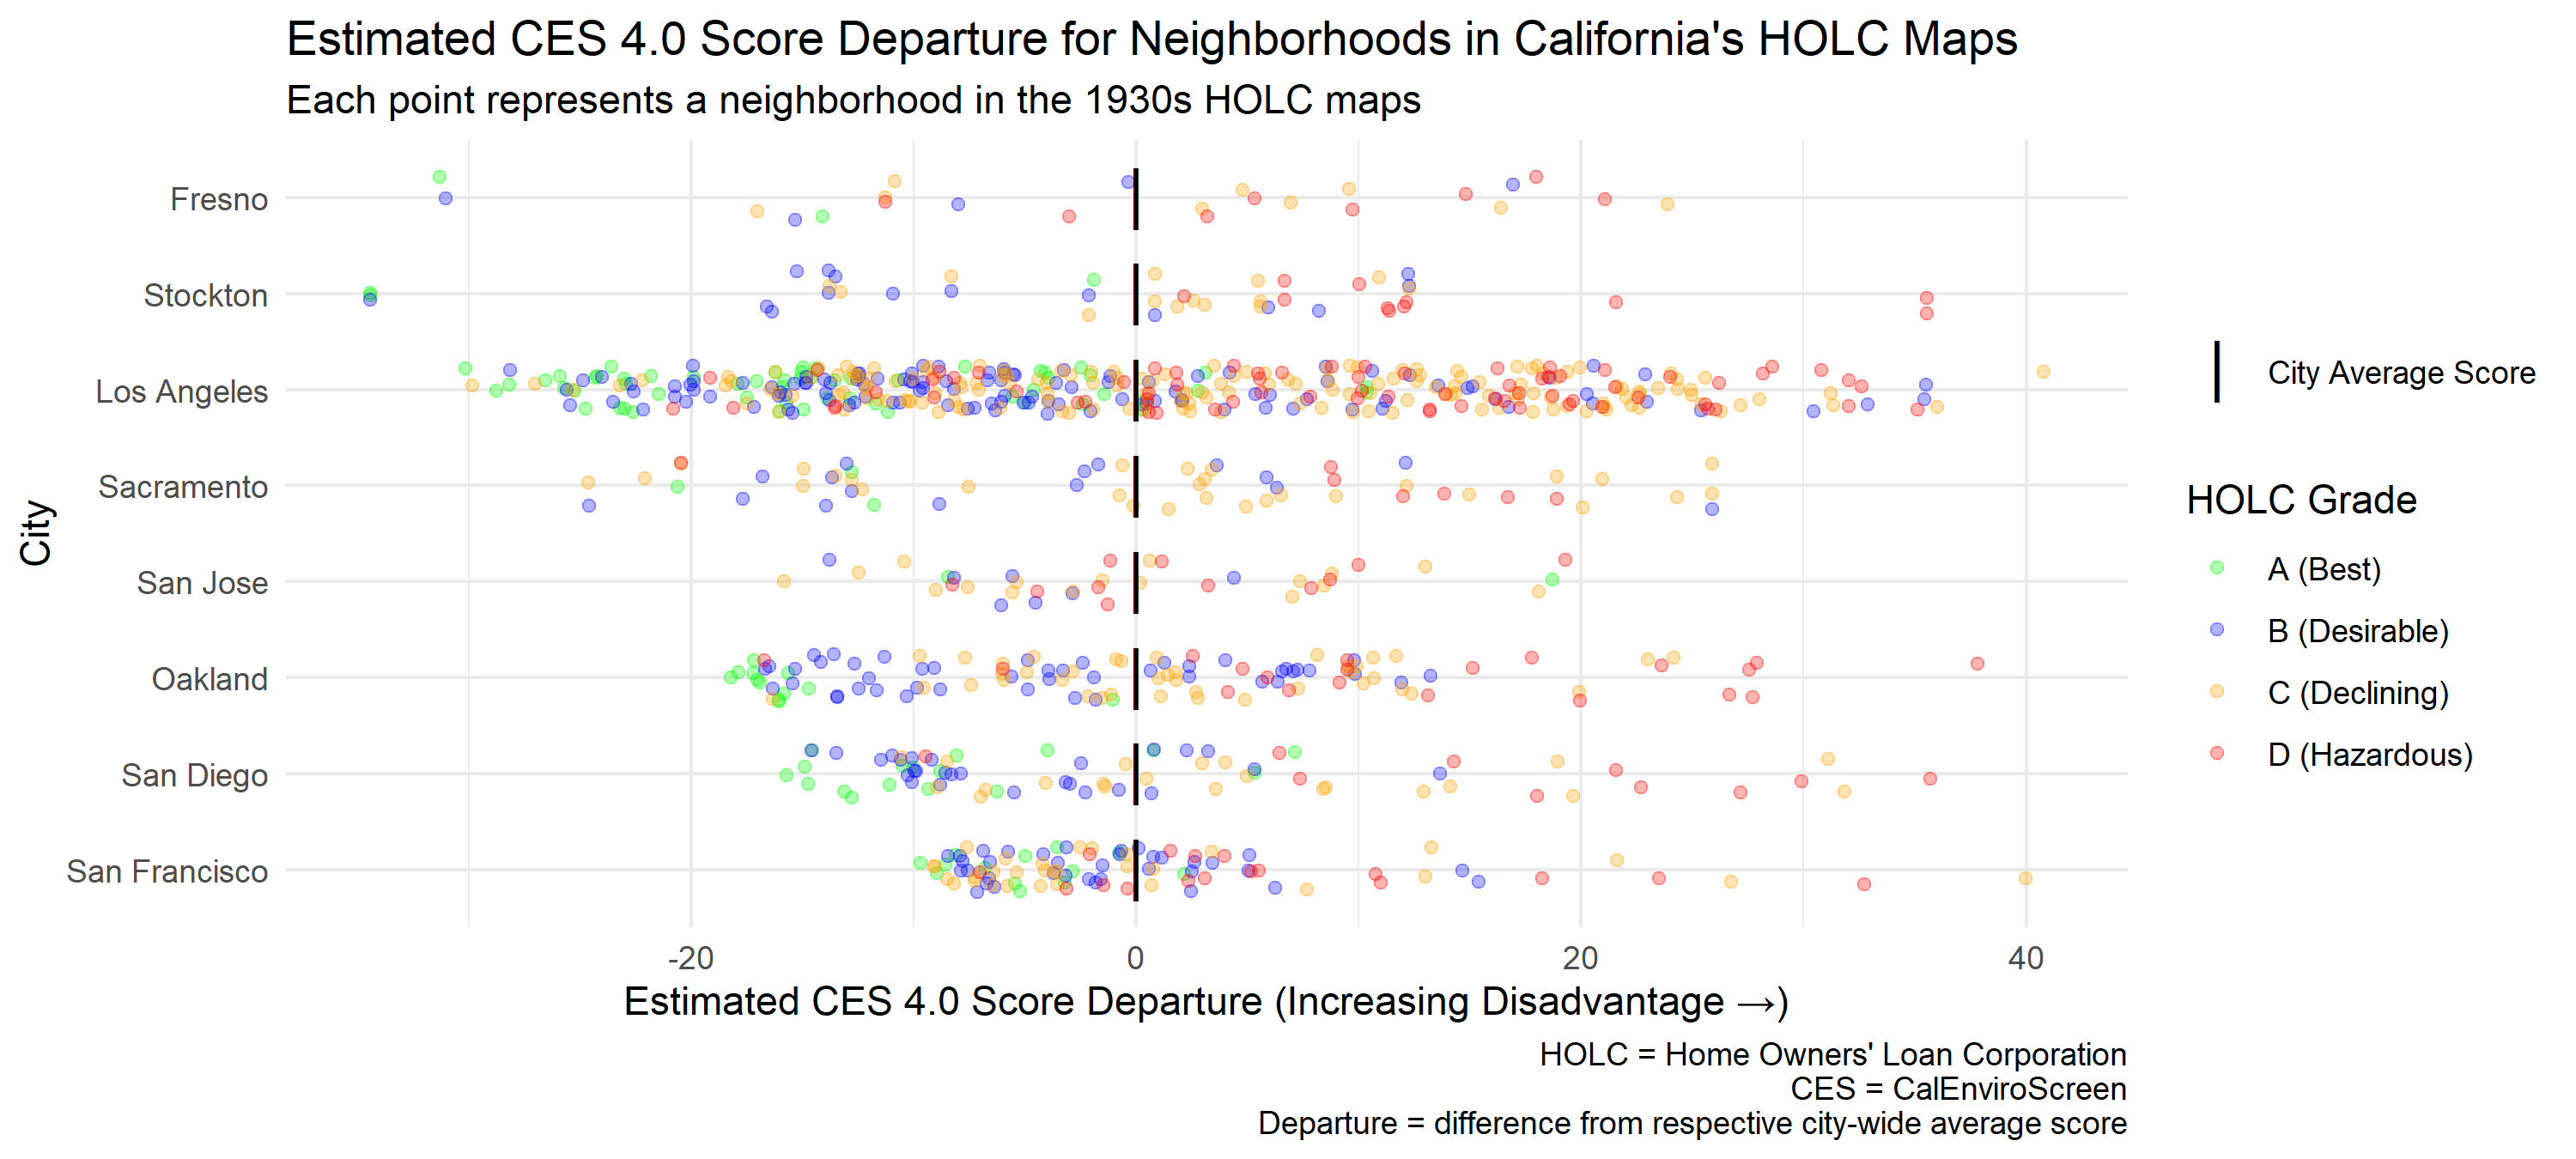 Estimated CES 4.0 Score Departure for Neighborhoods in California's HOLC Maps
Each point represents a neighborhood in the 1930s HOLC maps
City
Fresno
Stockton
Los Angeles
Sacramento
San Jose
Oakland
San Diego
San Francisco
-20
0
20
40
Estimated CES 4.0 Score Departure (Increasing Disadvantage →)
City Average Score
HOLC Grade
A (Best)
B (Desirable)
C (Declining)
D (Hazardous)
HOLC = Home Owners' Loan Corporation
CES = CalEnviroScreen
Departure = difference from respective city-wide average score